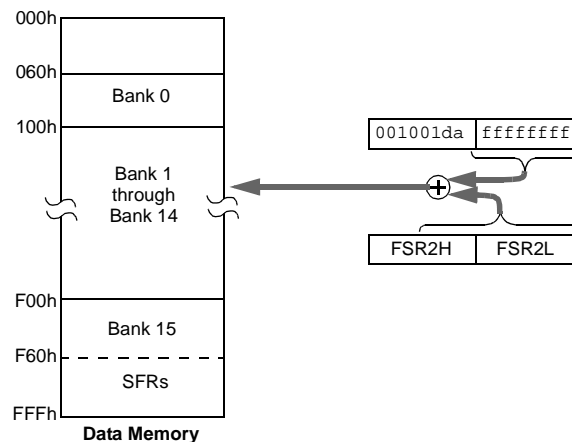 000h
060h
Bank 0
100h
001001da ffffffff
Bank 1
through
Bank 14
FSR2H FSR2L
F00h
Bank 15
F60h
SFRs
FFFh
Data Memory